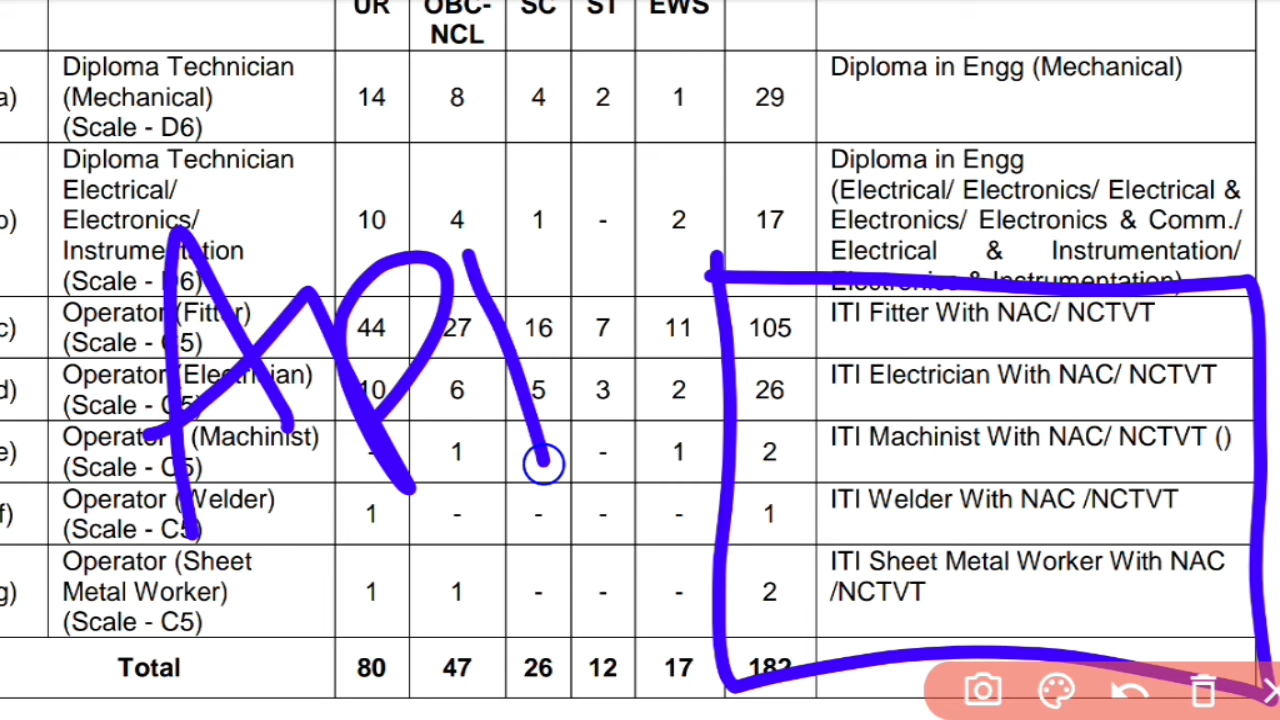 UR OBC- SC ST EWS
NCL
a) Diploma Technician 14 8 4 2 1 29 Diploma in Engg (Mechanical)
(Mechanical)
(Scale - D6)
b) Diploma Technician 10 4 1 - 2 17 Diploma in Engg
Electrical/ (Electrical/ Electronics/ Electrical &
Electronics/ Electronics/ Electronics & Comm./
Instrumentation Electrical & Instrumentation/
(Scale - D6) Electronics & Instrumentation)
c) Operator (Fitter) 44 27 16 7 11 105 ITI Fitter With NAC/ NCTVT
(Scale - C5)
d) Operator (Electrician) 10 6 5 3 2 26 ITI Electrician With NAC/ NCTVT
(Scale - C5)
e) Operator (Machinist) - 1 - 1 2 ITI Machinist With NAC/ NCTVT ()
(Scale - C5)
f) Operator (Welder) 1 - - - - 1 ITI Welder With NAC /NCTVT
(Scale - C5)
g) Operator (Sheet 1 1 - - - 2 ITI Sheet Metal Worker With NAC
Metal Worker) /NCTVT
(Scale - C5)
Total 80 47 26 12 17 182